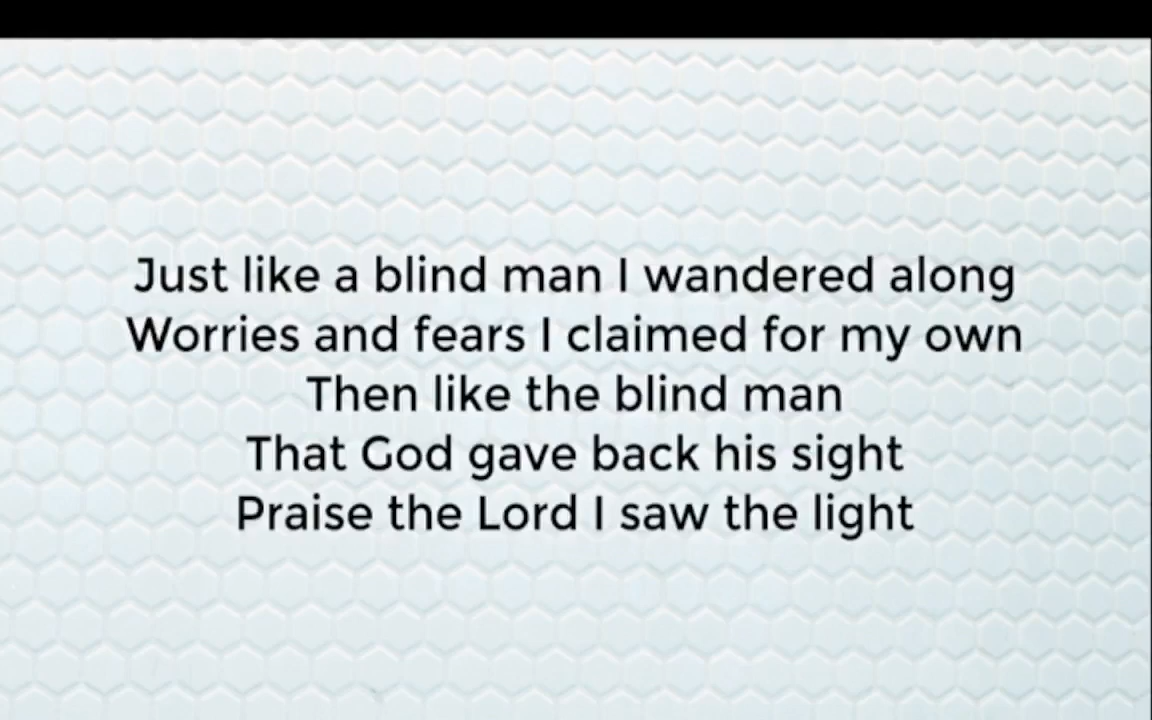 Just like a blind man I wandered along
Worries and fears I claimed for my own
Then like the blind man
That God gave back his sight
Praise the Lord I saw the light